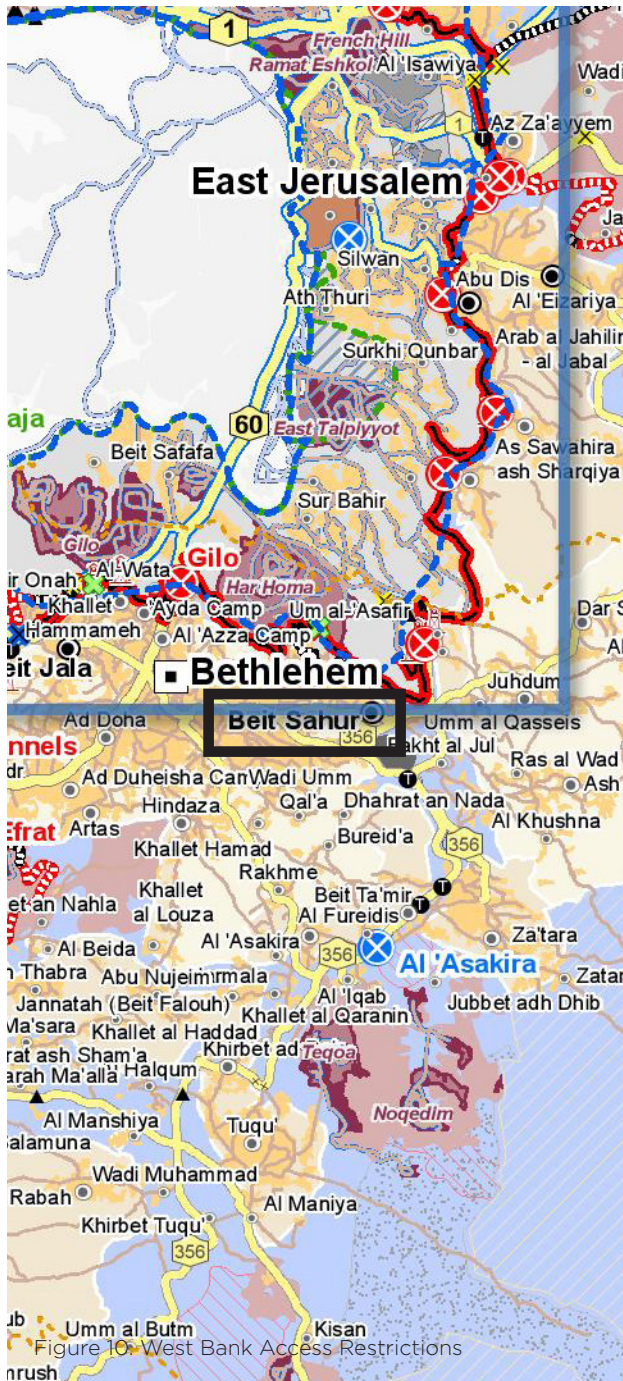 1
French Hill
Ramat Eshkol
Al 'Isawiya
Wadi
1
T
Az Za'ayyem
East Jerusalem
Ja
Silwan
Abu Dis
Al 'Eizariya
Ath Thuri
Surkhi Qunbar
Arab al Jahilin
- al Jabal
aja
60
East Talpiyyot
Beit Safafa
As Sawahira
ash Sharqiya
Sur Bahir
Gilo
Al-Wata
Gilo
Har Homa
ir Onah
Khallet
'Ayda Camp
Um al-'Asafir
Hammameh
Al 'Azza Camp
Dar S
Al
eit Jala
Bethlehem
Juhdum
Beit Sahur
Ad Doha
356
Umm al Qasseis
nnels
Bakht al Jul
Ras al Wad
dr
Ad Duheisha Cam
Wadi Umm
Qal'a
T
Ash
Hindaza
Dhahrat an Nada
Efrat
Artas
Al Khushna
Khallet Hamad
Bureid'a
356
Rakhme
et an Nahla
Khallet
al Louza
Beit Ta'mir
T
T
Al Fureidis
Al Beida
Al 'Asakira
356
Za'tara
Al 'Asakira
n Thabra
Abu Nujeim
rmala
Al 'Iqab
Zatar
Jannatah (Beit Falouh)
Khallet al Qaranin
Jubbet adh Dhib
Ma'sara
Khallet al Haddad
rat ash Sham'a
Khirbet ad
Teqoa
arah Ma'alla
Halqum
Noqedim
Al Manshiya
Tuqu'
Salamuna
Wadi Muhammad
Rabah
Al Maniya
Khirbet Tuqu'
356
ub
Umm al Butm
Kisan
Figure 10: West Bank Access Restrictions
mrush